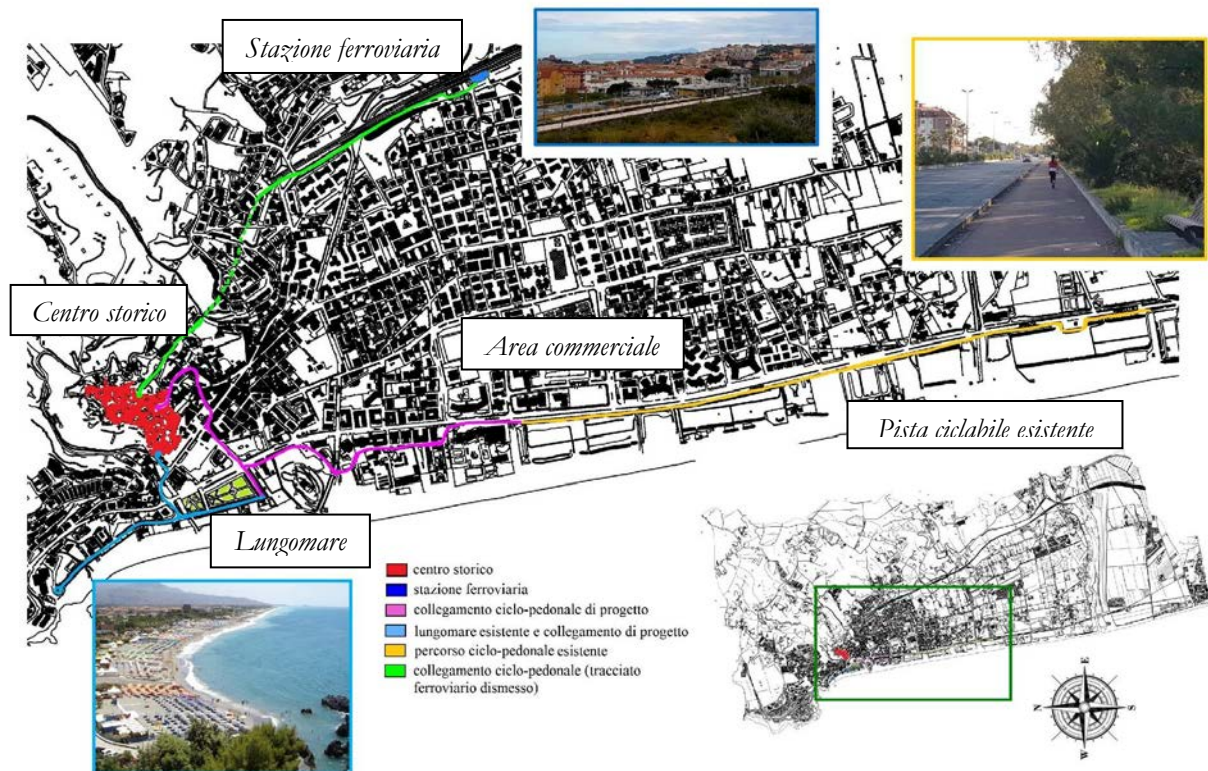 Stazione ferroviaria
CATENINA
Centro storico
Area commerciale
Pista ciclabile esistente
Lungomare
centro storico
stazione ferroviaria
collegamento ciclo-pedonale di progetto
lungomare esistente e collegamento di progetto
percorso ciclo-pedonale esistente
collegamento ciclo-pedonale (tracciato
ferroviario dismesso)
E
N
S
W